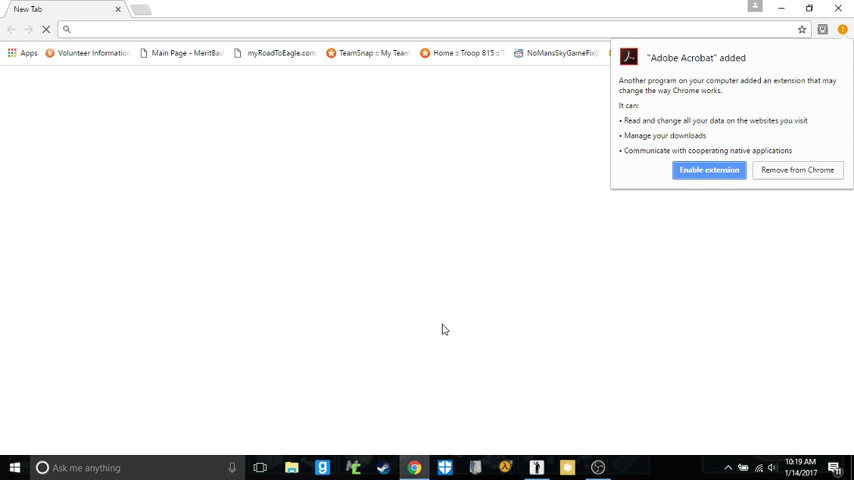 New Tab
Apps
Volunteer Information
Main Page - MeritBad
myRoadToEagle.com
TeamSnap :: My Team
Home :: Troop 815 :: T
NoMansSkyGameFix
"Adobe Acrobat" added
Another program on your computer added an extension that may
change the way Chrome works.
It can:
• Read and change all your data on the websites you visit
• Manage your downloads
• Communicate with cooperating native applications
Enable extension
Remove from Chrome
Ask me anything
10:19 AM
1/14/2017